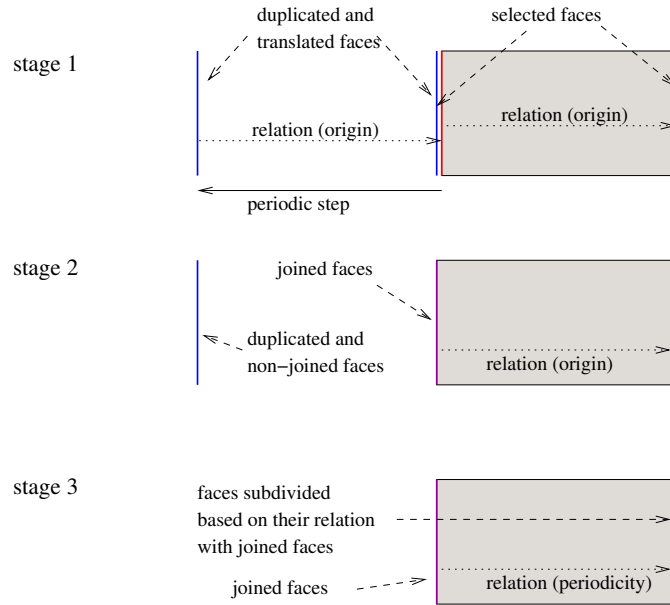 duplicated and
translated faces
selected faces
stage 1
relation (origin)
relation (origin)
periodic step
stage 2
joined faces
duplicated and
non−joined faces
relation (origin)
stage 3
faces subdivided
based on their relation
with joined faces
joined faces
relation (periodicity)